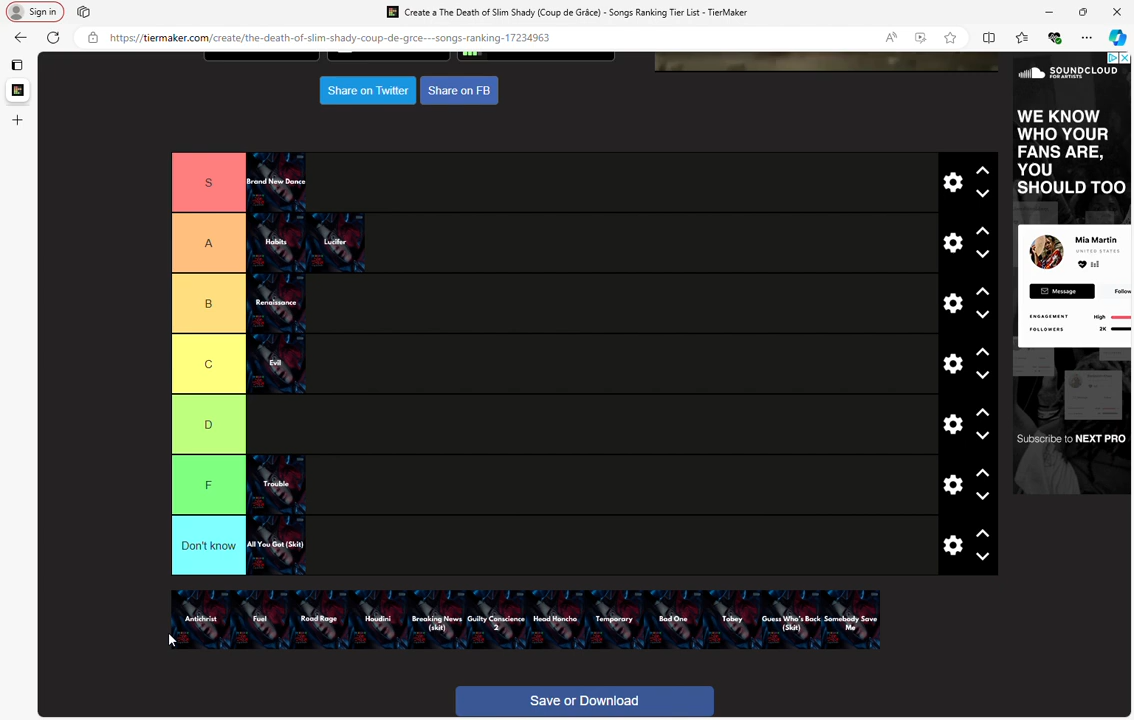 Sign in
Create a The Death of Slim Shady (Coup de Grâce) - Songs Ranking Tier List - TierMaker
https://tiermaker.com/create/the-death-of-slim-shady-coup-de-grce---songs-ranking-17234963
Share on Twitter
Share on FB
S
Brand New Dance
A
Habits
Lucifer
B
Renaissance
C
Evil
D
F
Trouble
Don't know
All You Got (Skit)
Antichrist
Fuel
Road Rage
Houdini
Breaking News
(skit)
Guilty Conscience
2
Head Honcho
Temporary
Bad One
Tobey
Guess Who's Back
(Skit)
Somebody Save
Me
Save or Download
SOUNDCLOUD
FOR ARTISTS
WE KNOW
WHO YOUR
FANS ARE,
YOU
SHOULD TOO
Mia Martin
UNITED STATES
Message
Follow
ENGAGEMENT
High
FOLLOWERS
2K
Subscribe to NEXT PRO